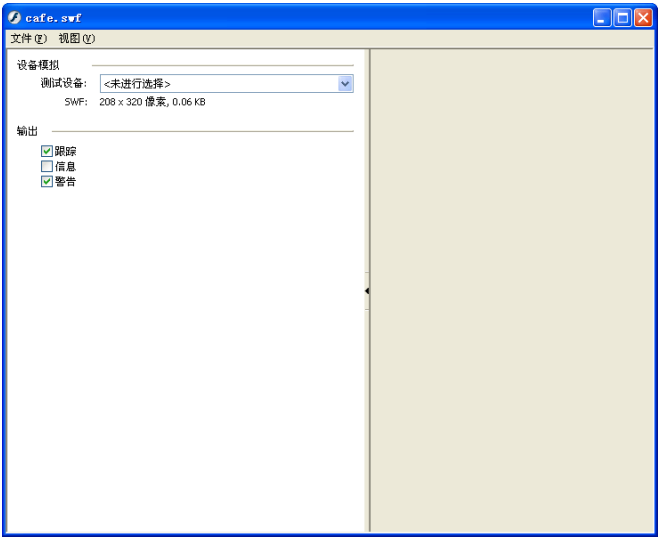 cafe.swf
文件(F) 视图(V)
设备模拟
测试设备: <未进行选择>
SWF: 208 x 320 像素, 0.06 KB
输出
跟踪
信息
警告